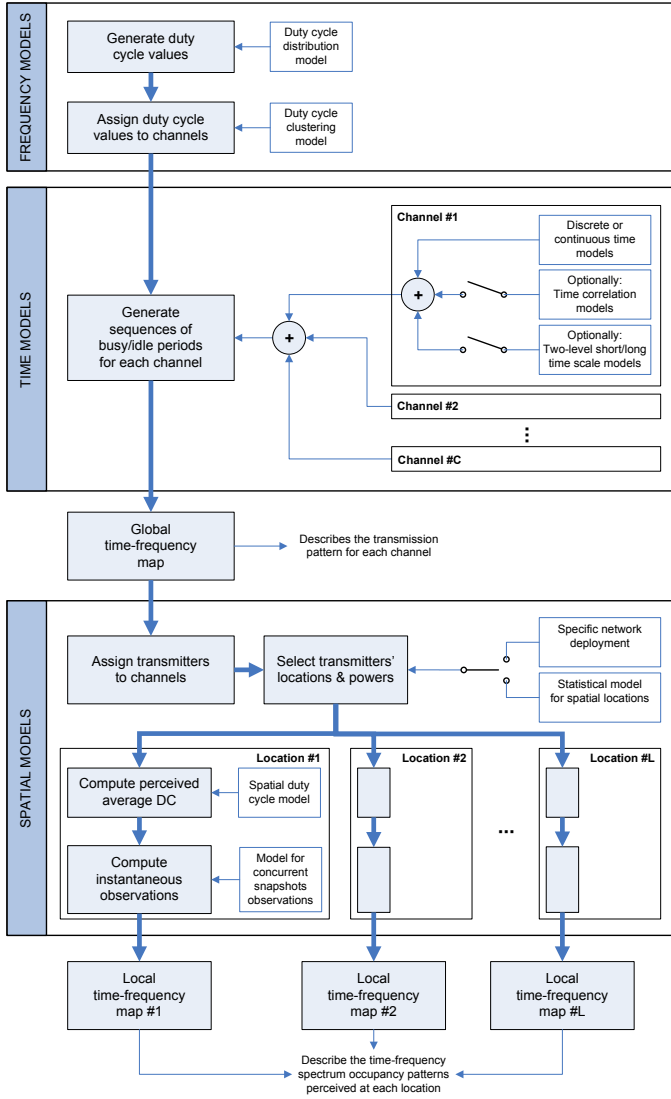 FREQUENCY MODELS
Generate duty
cycle values
Duty cycle
distribution
model
Assign duty cycle
values to channels
Duty cycle
clustering
model
TIME MODELS
Channel #1
Discrete or
continuous time
models
Optionally:
Time correlation
models
Optionally:
Two-level short/long
time scale models
+
+
Generate
sequences of
busy/idle periods
for each channel
Channel #2
...
Channel #C
Global
time-frequency
map
Describes the transmission
pattern for each channel
SPATIAL MODELS
Assign transmitters
to channels
Select transmitters'
locations & powers
Specific network
deployment
Statistical model
for spatial locations
Location #1
Compute perceived
average DC
Spatial duty
cycle model
Compute
instantaneous
observations
Model for
concurrent
snapshots
observations
Location #2
...
Location #L
Local
time-frequency
map #1
Local
time-frequency
map #2
Local
time-frequency
map #L
Describe the time-frequency
spectrum occupancy patterns
perceived at each location